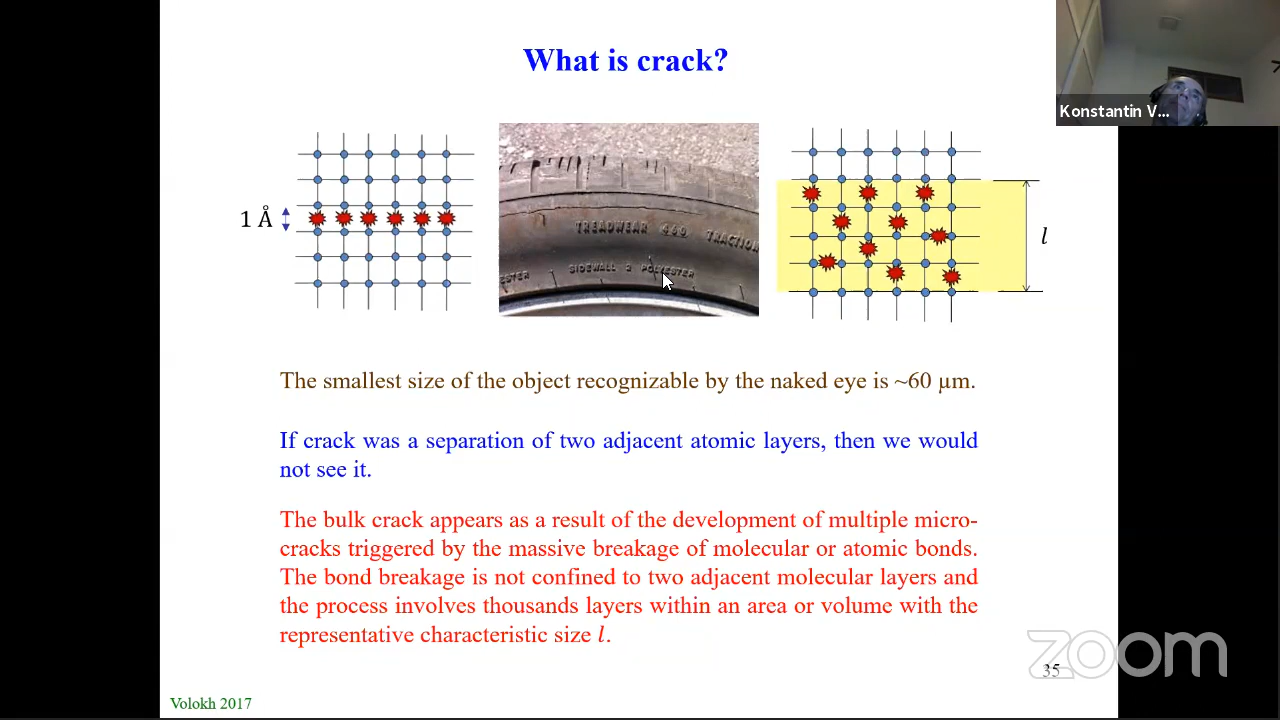 What is crack?
Konstantin V...
1 Å
TREADWEAR 460 TRACTION
SIDEWALL 2 POLYESTER
ESTER
l
The smallest size of the object recognizable by the naked eye is ~60 µm.
If crack was a separation of two adjacent atomic layers, then we would
not see it.
The bulk crack appears as a result of the development of multiple micro-
cracks triggered by the massive breakage of molecular or atomic bonds.
The bond breakage is not confined to two adjacent molecular layers and
the process involves thousands layers within an area or volume with the
representative characteristic size l.
zoom
35
Volokh 2017